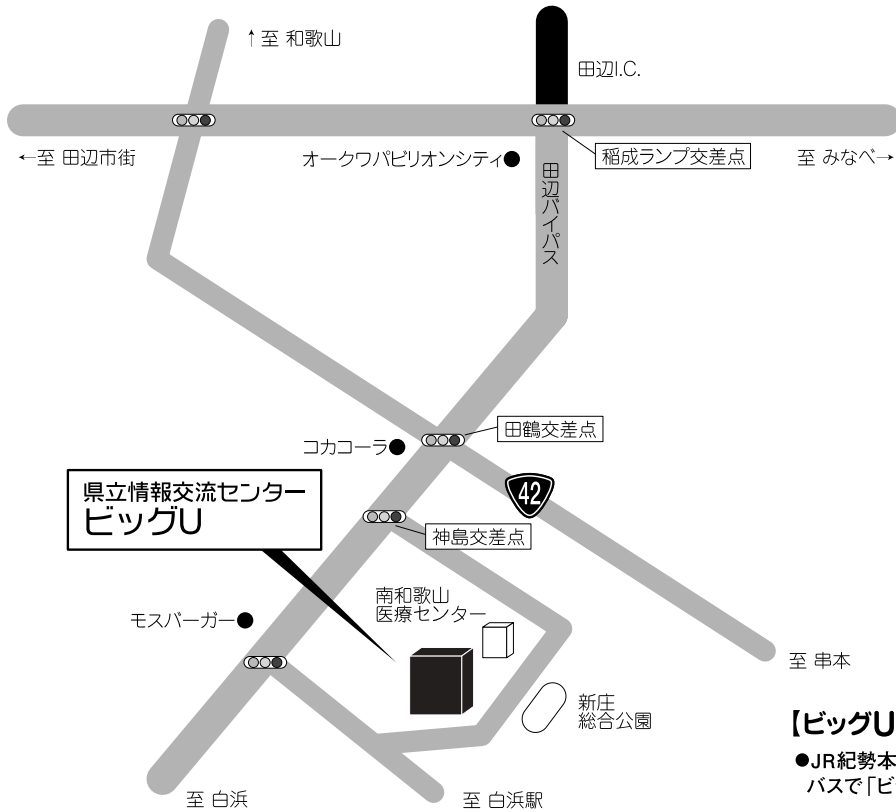 ↑至 和歌山
田辺I.C.
←至 田辺市街
オークワパビリオンシティ●
稲成ランプ交差点
至 みなべ→
田辺バイパス
コカコーラ●
田鶴交差点
42
県立情報交流センター
ビッグU
神島交差点
南和歌山
医療センター
モスバーガー●
至 串本
新庄
総合公園
【ビッグU
●JR紀勢本
バスで「ビ
至 白浜
至 白浜駅